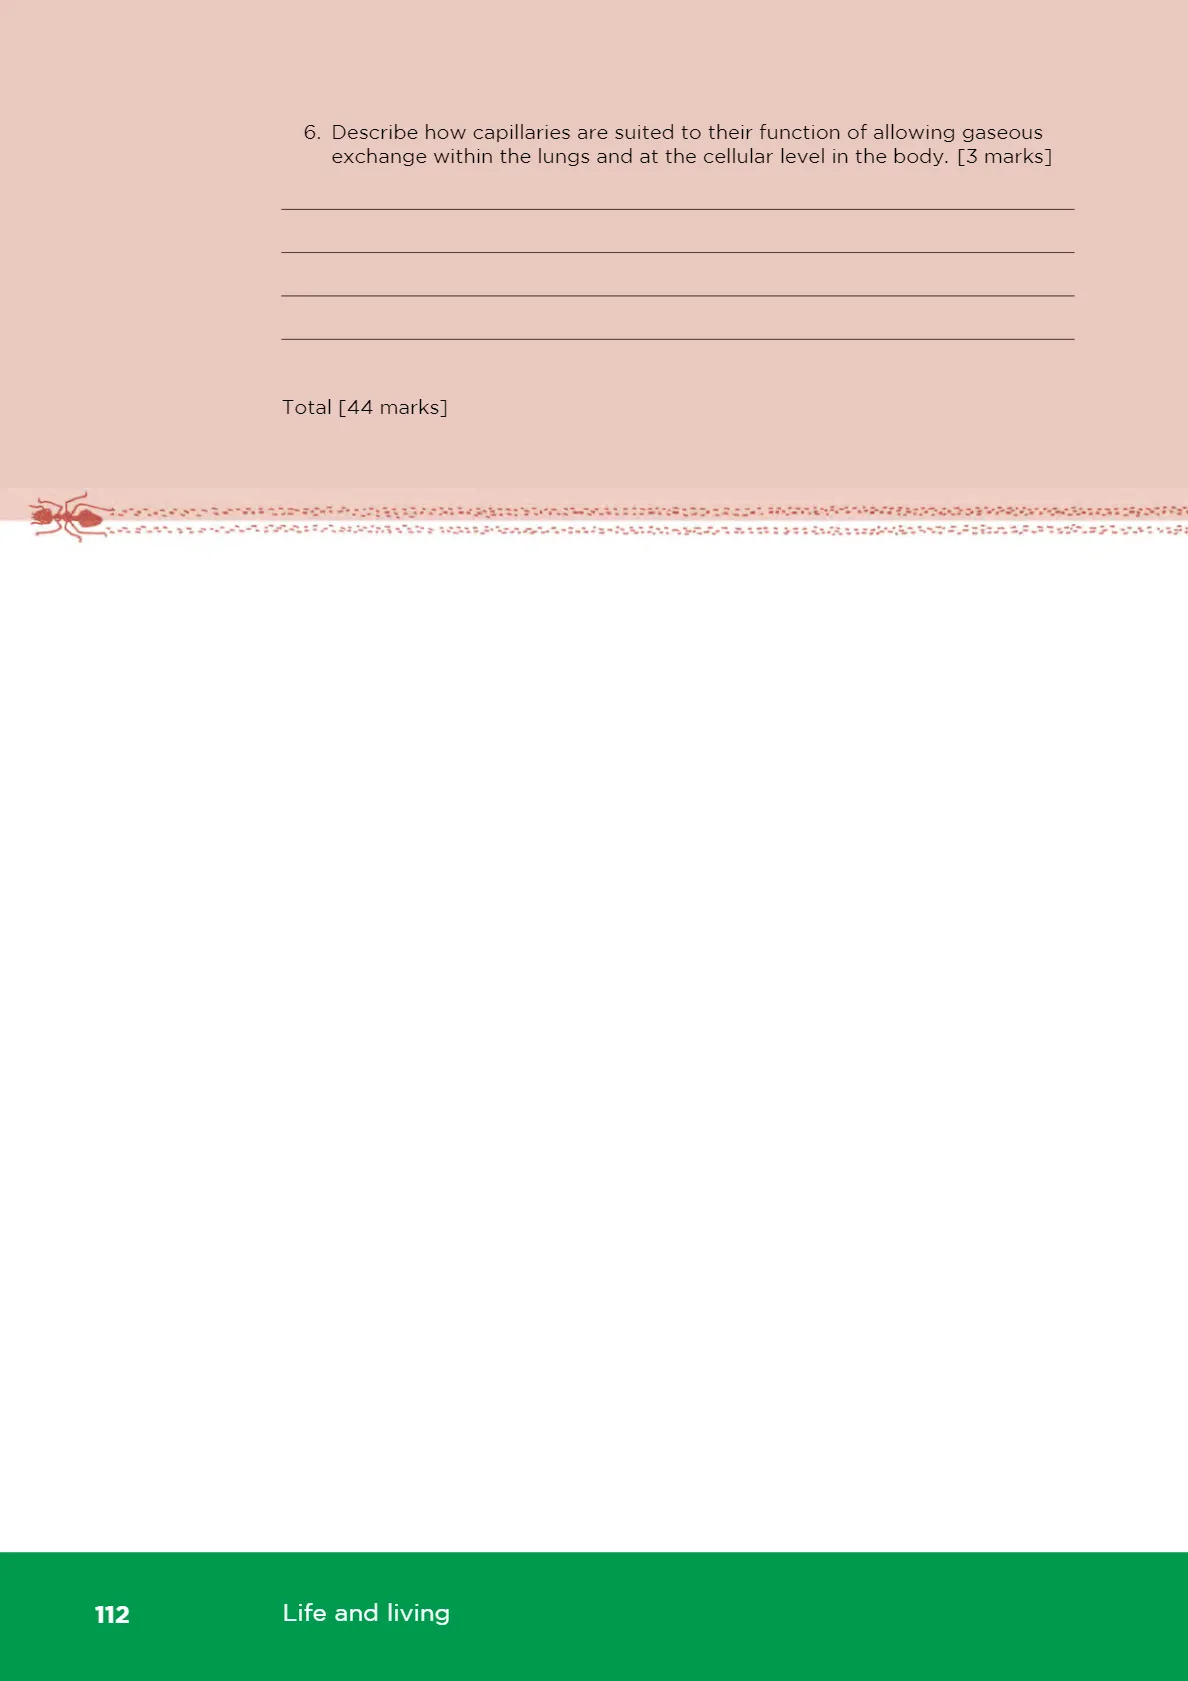 6. Describe how capillaries are suited to their function of allowing gaseous
exchange within the lungs and at the cellular level in the body. [3 marks]
Total [44 marks]
112
Life and living